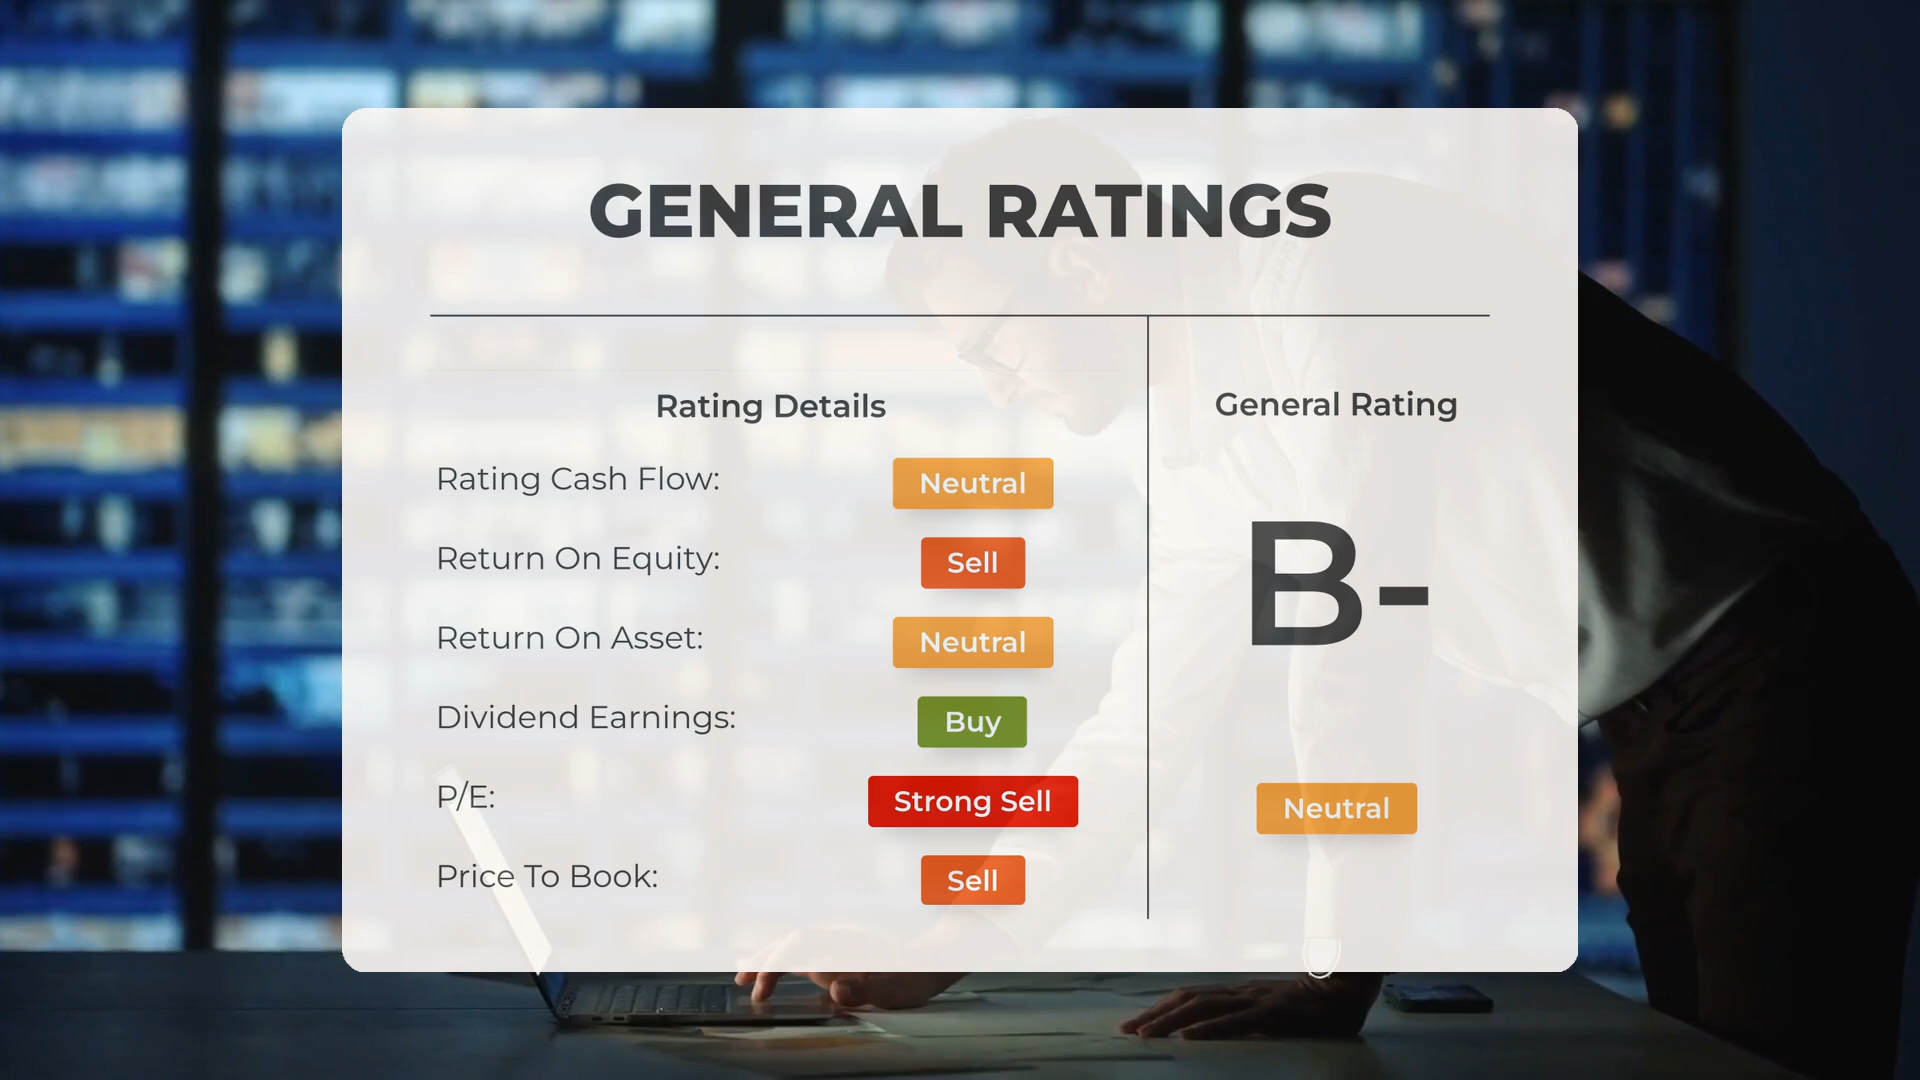 GENERAL RATINGS
Rating Details
Rating Cash Flow: Neutral
Return On Equity: Sell
Return On Asset: Neutral
Dividend Earnings: Buy
P/E: Strong Sell
Price To Book: Sell
General Rating
B-
Neutral